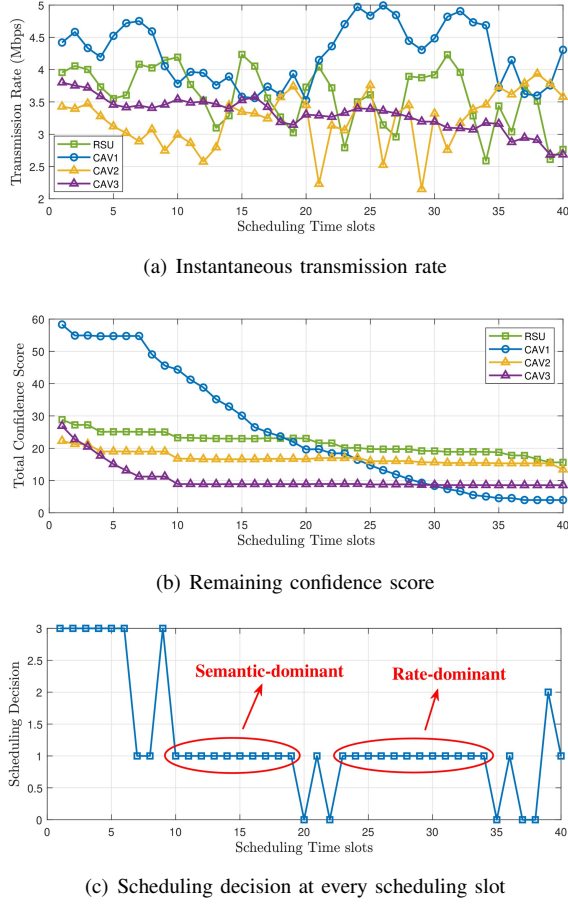 Transmission Rate (Mbps)
5
4.5
4
3.5
3
2.5
2
RSU
CAV1
CAV2
CAV3
0 5 10 15 20 25 30 35 40
Scheduling Time slots
(a) Instantaneous transmission rate
Total Confidence Score
60
50
40
30
20
10
0
RSU
CAV1
CAV2
CAV3
0 5 10 15 20 25 30 35 40
Scheduling Time slots
(b) Remaining confidence score
Scheduling Decision
3
2.5
2
1.5
1
0.5
0
Semantic-dominant
Rate-dominant
0 5 10 15 20 25 30 35 40
Scheduling Time slots
(c) Scheduling decision at every scheduling slot